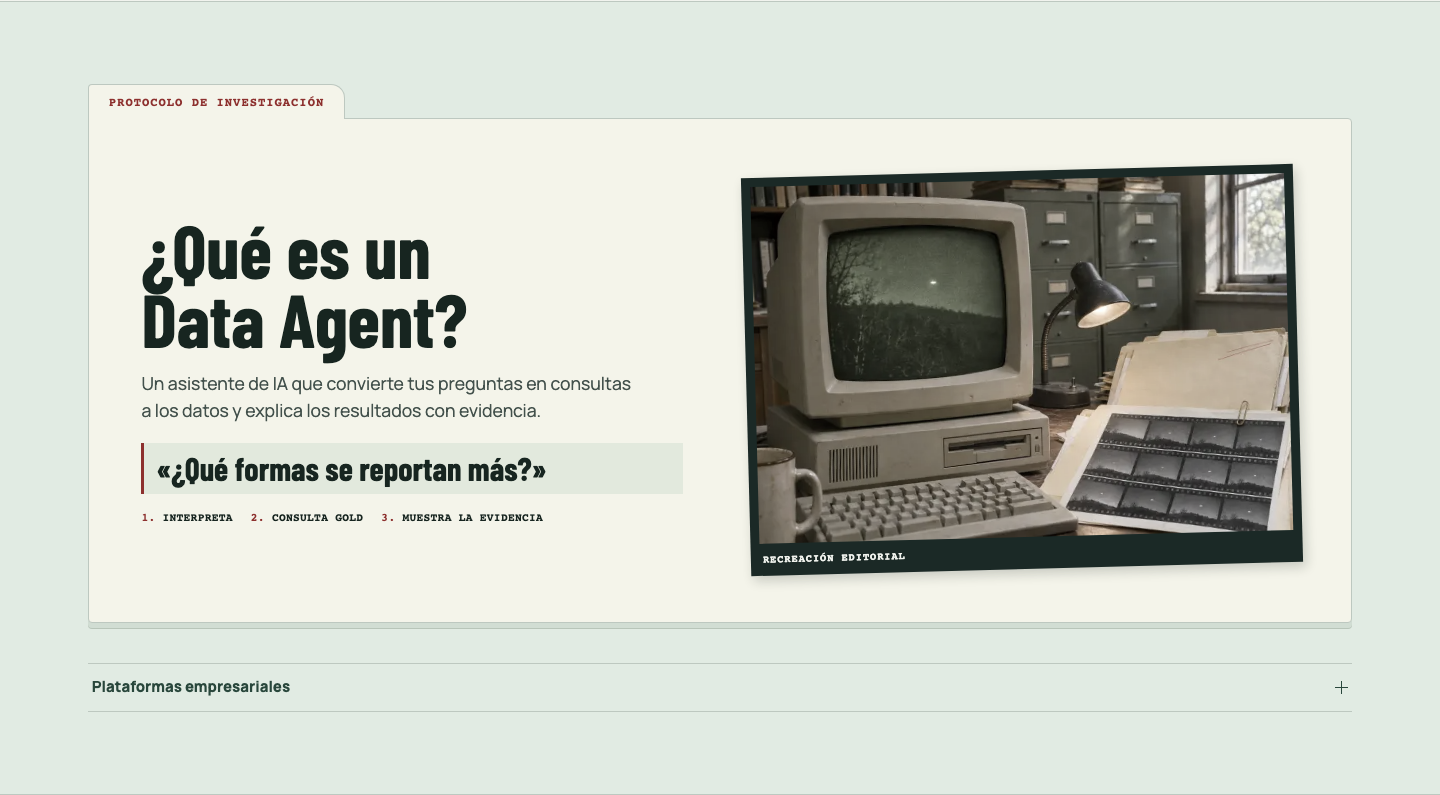 PROTOCOLO DE INVESTIGACIÓN
¿Qué es un
Data Agent?
Un asistente de IA que convierte tus preguntas en consultas
a los datos y explica los resultados con evidencia.
«¿Qué formas se reportan más?»
1. INTERPRETA 2. CONSULTA GOLD 3. MUESTRA LA EVIDENCIA
RECREACIÓN EDITORIAL
Plataformas empresariales